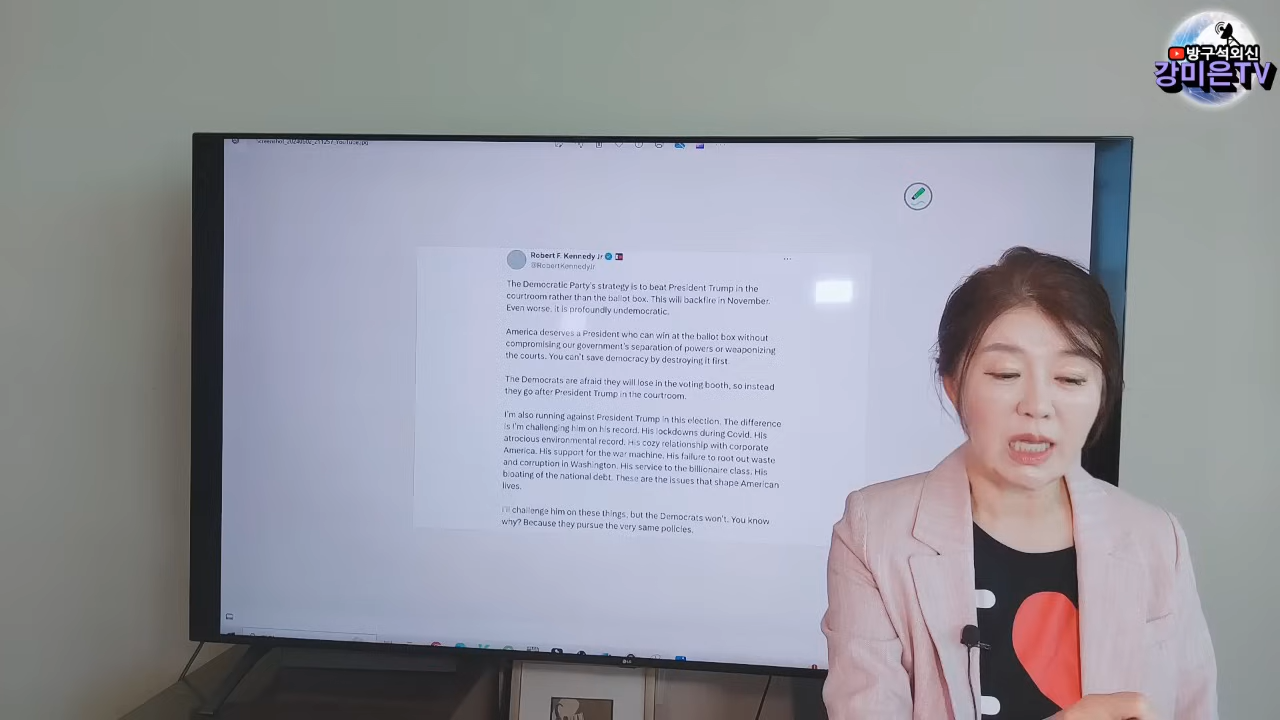 방구석외신
강미은TV
Robert F. Kennedy Jr
@RobertKennedyJr
The Democratic Party's strategy is to beat President Trump in the
courtroom rather than the ballot box. This will backfire in November.
Even worse, it is profoundly undemocratic.
America deserves a President who can win at the ballot box without
compromising our government's separation of powers or weaponizing
the courts. You can't save democracy by destroying it first.
The Democrats are afraid they will lose in the voting booth, so instead
they go after President Trump in the courtroom.
I'm also running against President Trump in this election. The difference
is I'm challenging him on his record. His lockdowns during Covid. His
atrocious environmental record. His cozy relationship with corporate
America. His support for the war machine. His failure to root out waste
and corruption in Washington. His service to the billionaire class. His
bloating of the national debt. These are the issues that shape American
lives.
I'll challenge him on these things, but the Democrats won't. You know
why? Because they pursue the very same policies.
LG